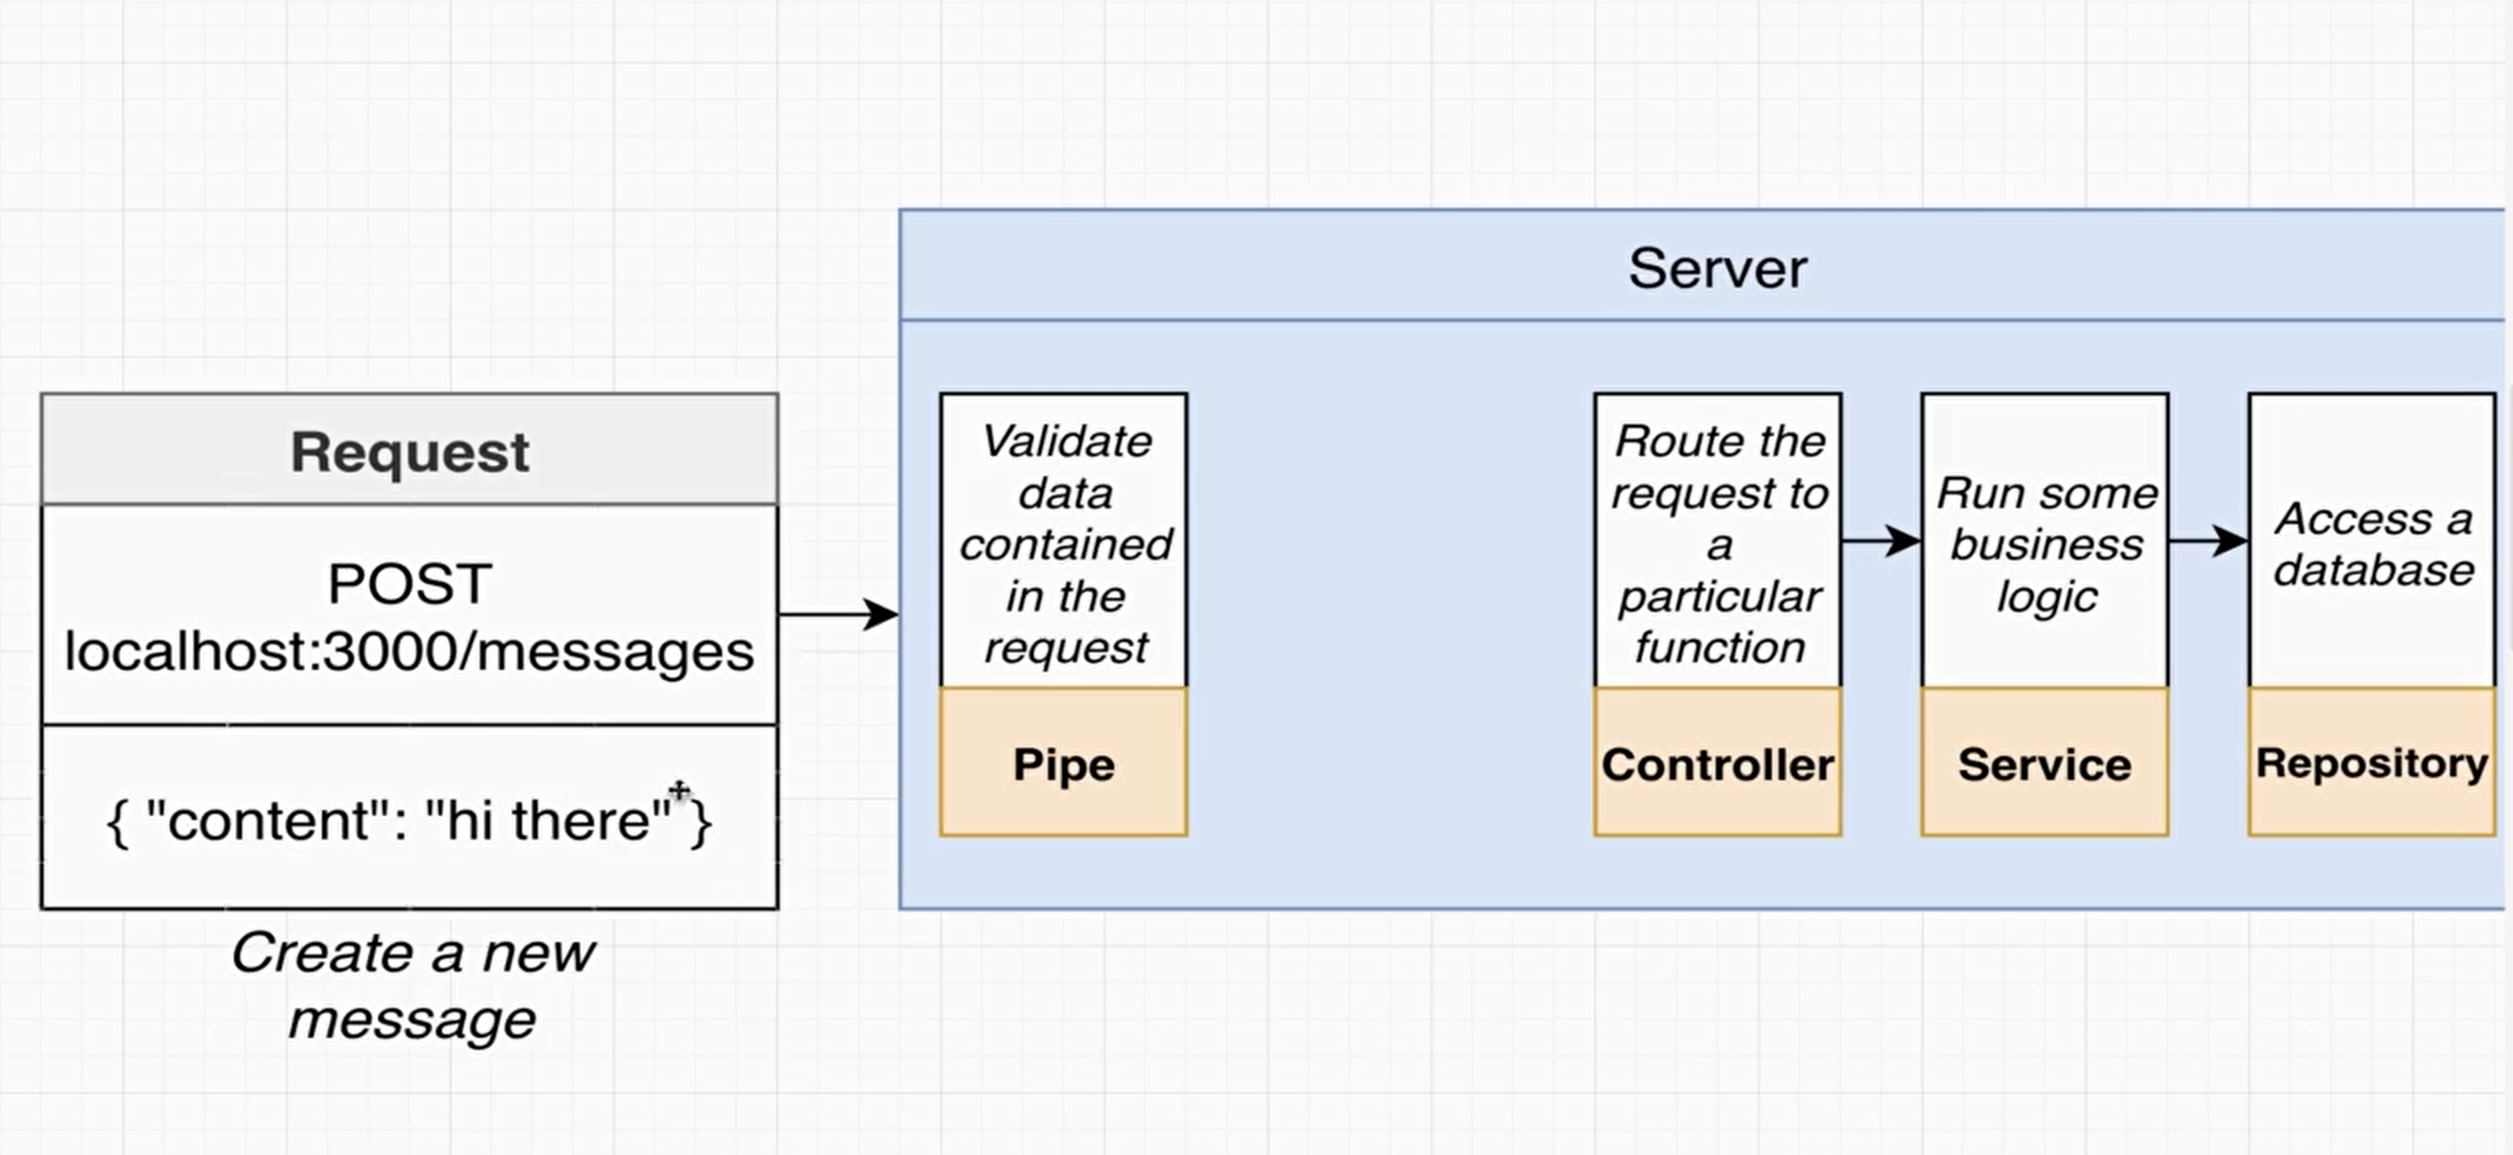 Server
Request
POST
localhost:3000/messages
{ "content": "hi there" }
Create a new
message
Validate
data
contained
in the
request
Pipe
Route the
request to
a
particular
function
Controller
Run some
business
logic
Service
Access a
database
Repository